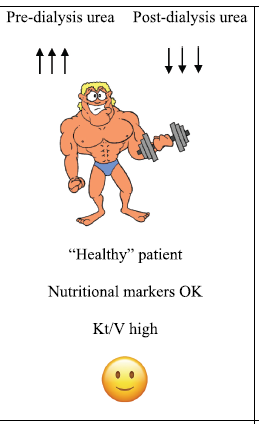 Pre-dialysis urea Post-dialysis urea
↑↑↑ ↓↓↓
“Healthy” patient
Nutritional markers OK
Kt/V high